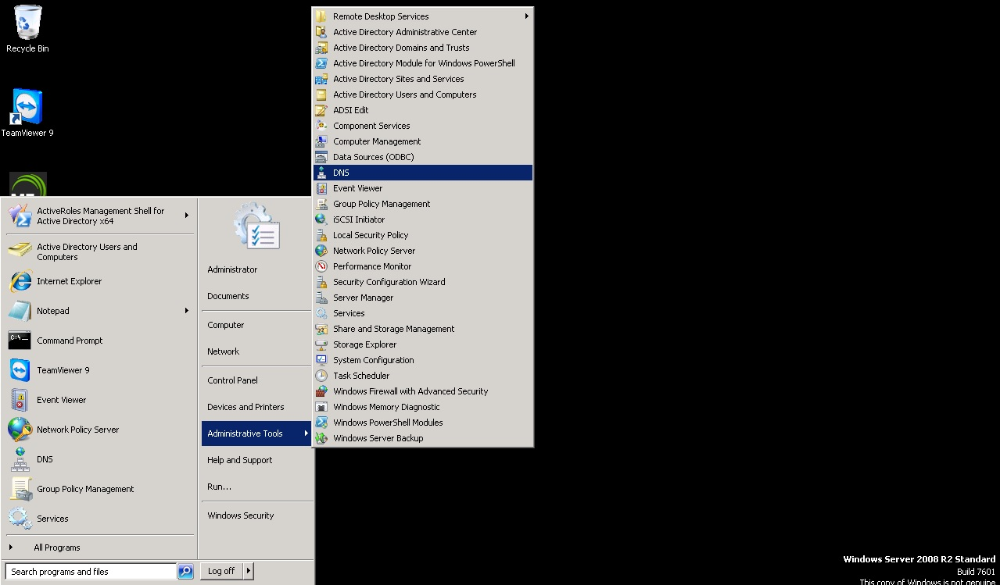 Recycle Bin
TeamViewer 9
ActiveRoles Management Shell for
Active Directory x64
Active Directory Users and
Computers
Internet Explorer
Notepad
Command Prompt
TeamViewer 9
Event Viewer
Network Policy Server
DNS
Group Policy Management
Services
All Programs
Search programs and files
Administrator
Documents
Computer
Network
Control Panel
Devices and Printers
Administrative Tools
Help and Support
Run...
Windows Security
Log off
Remote Desktop Services
Active Directory Administrative Center
Active Directory Domains and Trusts
Active Directory Module for Windows PowerShell
Active Directory Sites and Services
Active Directory Users and Computers
ADSI Edit
Component Services
Computer Management
Data Sources (ODBC)
DNS
Event Viewer
Group Policy Management
iSCSI Initiator
Local Security Policy
Network Policy Server
Performance Monitor
Security Configuration Wizard
Server Manager
Services
Share and Storage Management
Storage Explorer
System Configuration
Task Scheduler
Windows Firewall with Advanced Security
Windows Memory Diagnostic
Windows PowerShell Modules
Windows Server Backup
Windows Server 2008 R2 Standard
Build 7601
This copy of Windows is not genuine